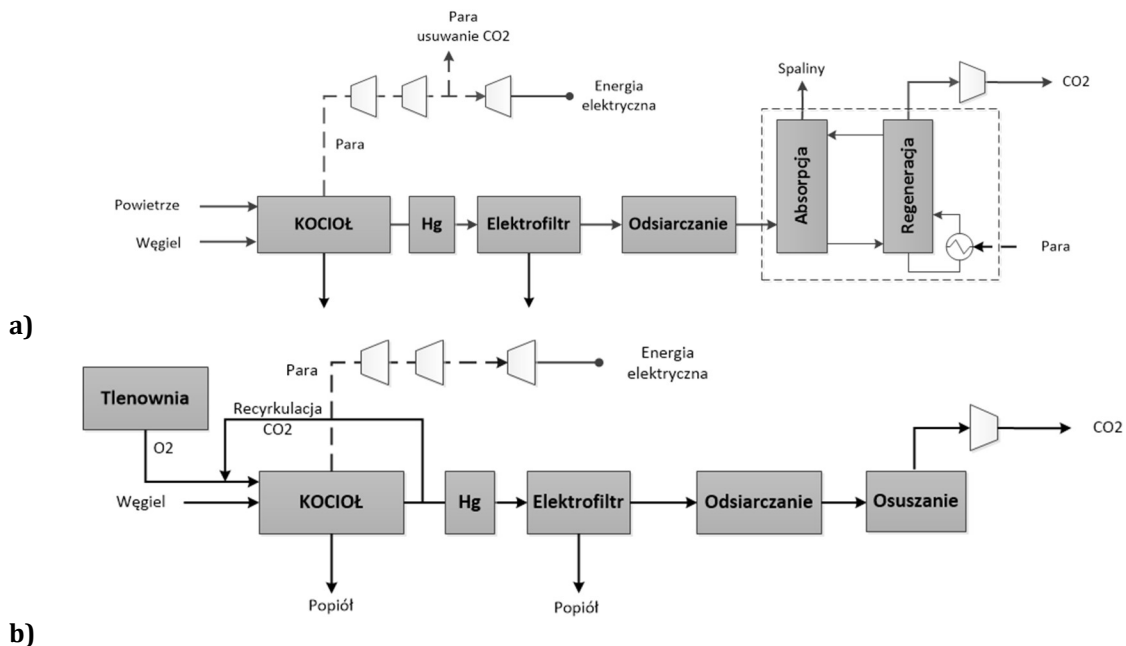 Para
usuwanie CO2
Energia
elektryczna
Spaliny
CO2
Para
Absorpcja
Regeneracja
Powietrze
Węgiel
KOCIOŁ
Hg
Elektrofiltr
Odsiarczanie
Para
a)
Tlenownia
O2
Recyrkulacja
CO2
Para
Energia
elektryczna
CO2
Węgiel
KOCIOŁ
Hg
Elektrofiltr
Odsiarczanie
Osuszanie
Popiół
Popiół
b)